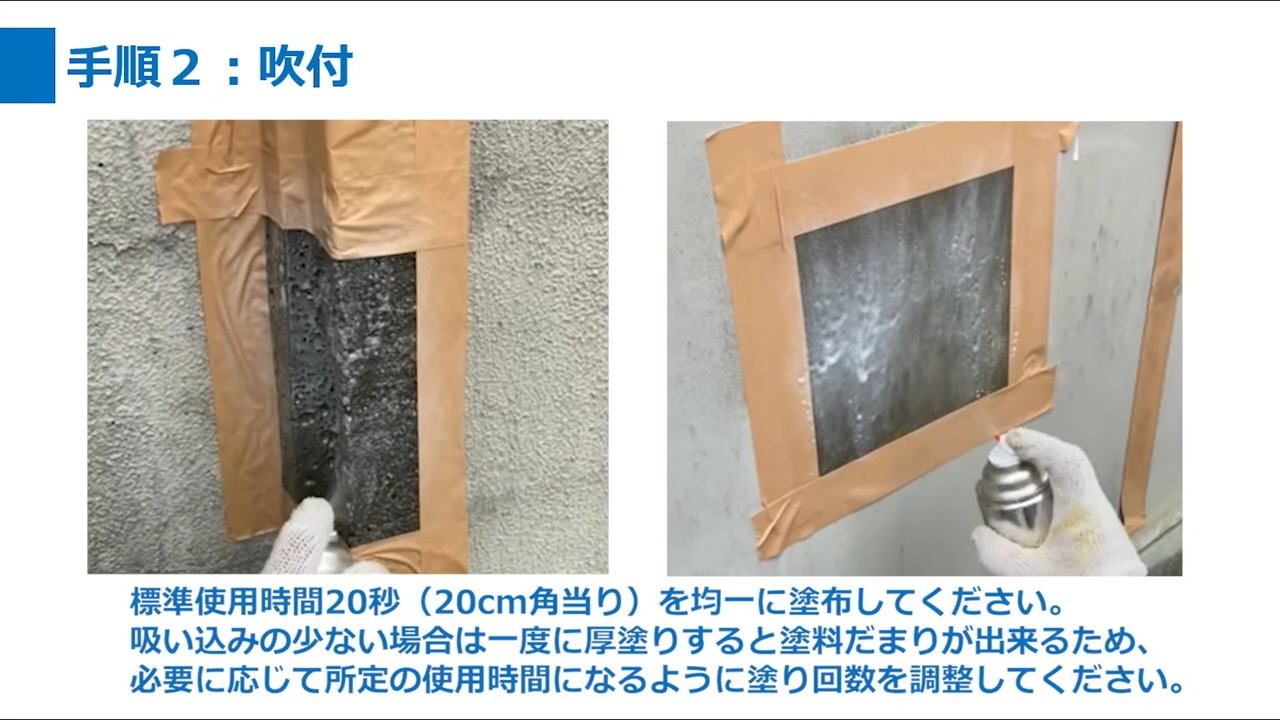 手順２：吹付
標準使用時間20秒（20cm角当り）を均一に塗布してください。
吸い込みの少ない場合は一度に厚塗りすると塗料だまりが出来るため、
必要に応じて所定の使用時間になるように塗り回数を調整してください。